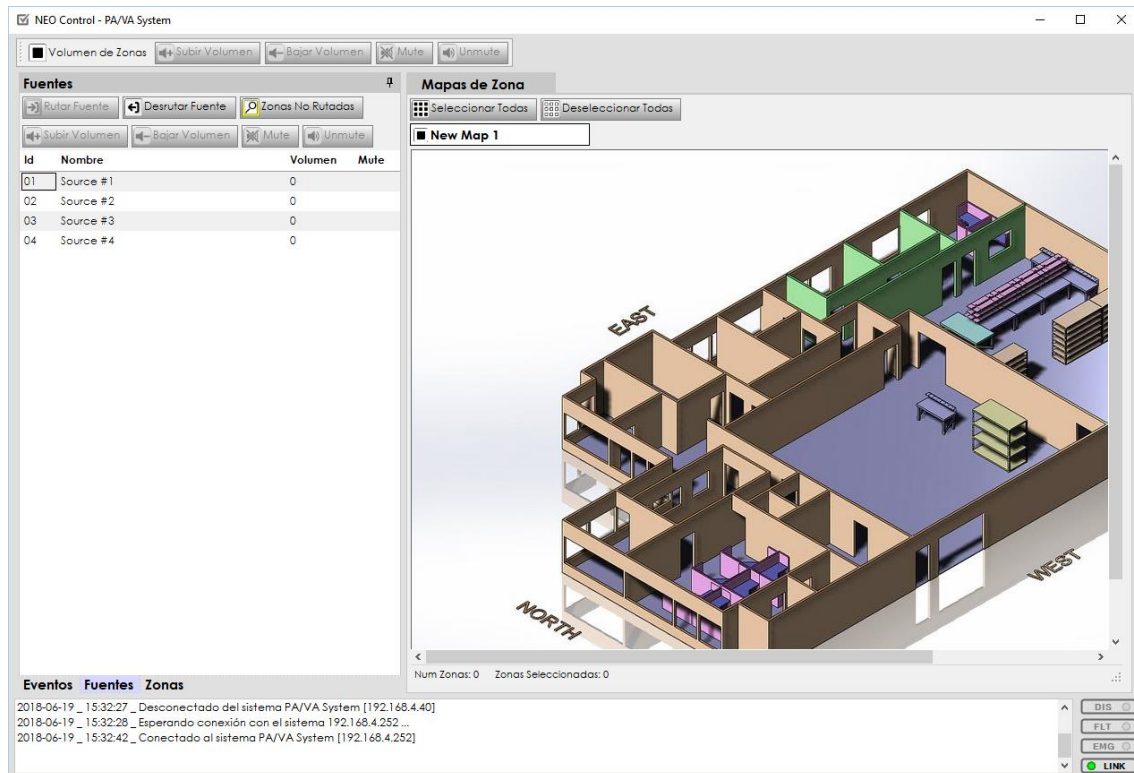 NEO Control - PA/VA System
Volumen de Zonas Subir Volumen Bajar Volumen Mute Unmute
Fuentes
Rutar Fuente Desrutar Fuente Zonas No Rutadas
Subir Volumen Bajar Volumen Mute Unmute
Id Nombre Volumen Mute
01 Source #1 0
02 Source #2 0
03 Source #3 0
04 Source #4 0
Eventos Fuentes Zonas
Mapas de Zona
Seleccionar Todas Deseleccionar Todas
New Map 1
EAST
WEST
NORTH
Num Zonas: 0 Zonas Seleccionadas: 0
2018-06-19 _ 15:32:27 _ Desconectado del sistema PA/VA System [192.168.4.40]
2018-06-19 _ 15:32:28 _ Esperando conexión con el sistema 192.168.4.252 ...
2018-06-19 _ 15:32:42 _ Conectado al sistema PA/VA System [192.168.4.252]
DIS
FLT
EMG
LINK